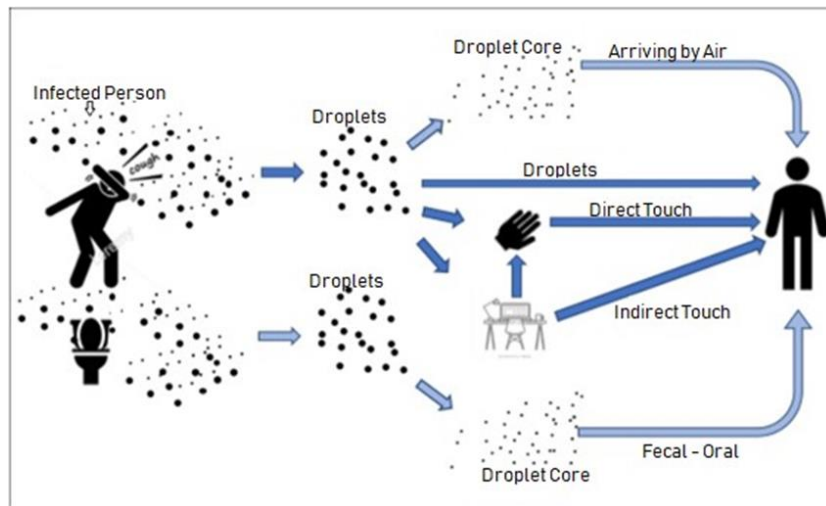 Droplet Core
Arriving by Air
Infected Person
Droplets
cough
Droplets
Direct Touch
Droplets
Indirect Touch
Fecal - Oral
Droplet Core